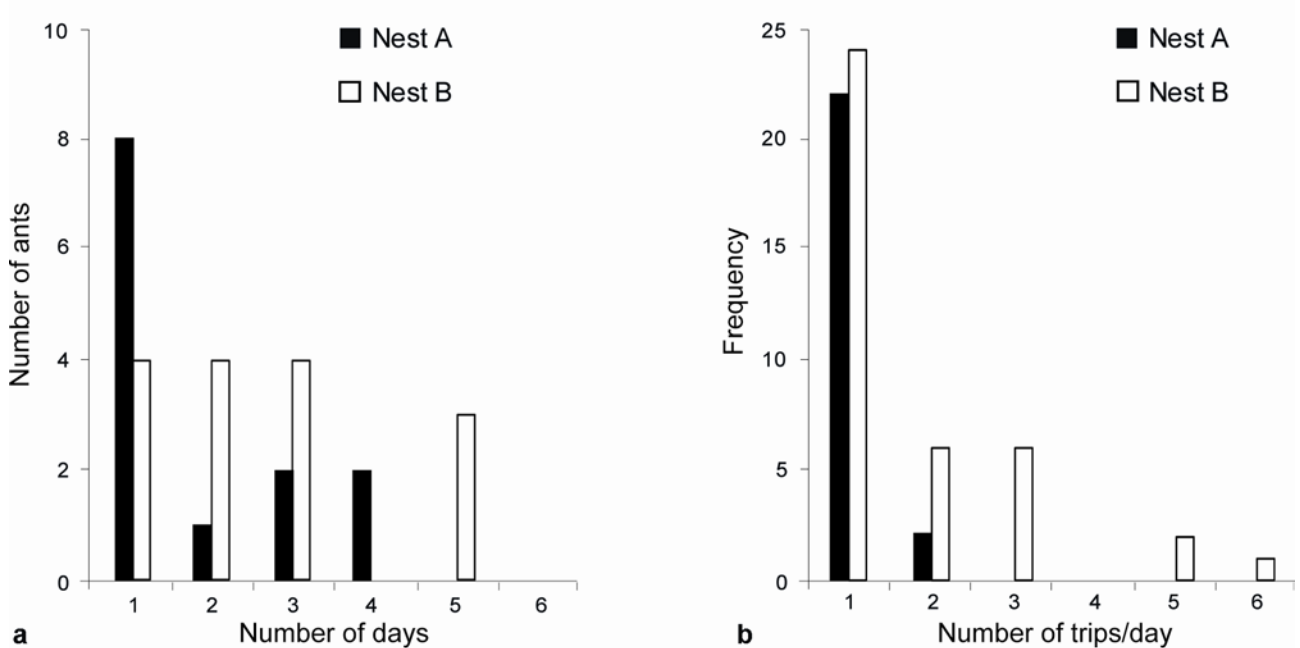 Nest A
Nest B
Number of ants
10
8
6
4
2
0
1 2 3 4 5 6
Number of days
a
Nest A
Nest B
Frequency
25
20
15
10
5
0
1 2 3 4 5 6
Number of trips/day
b